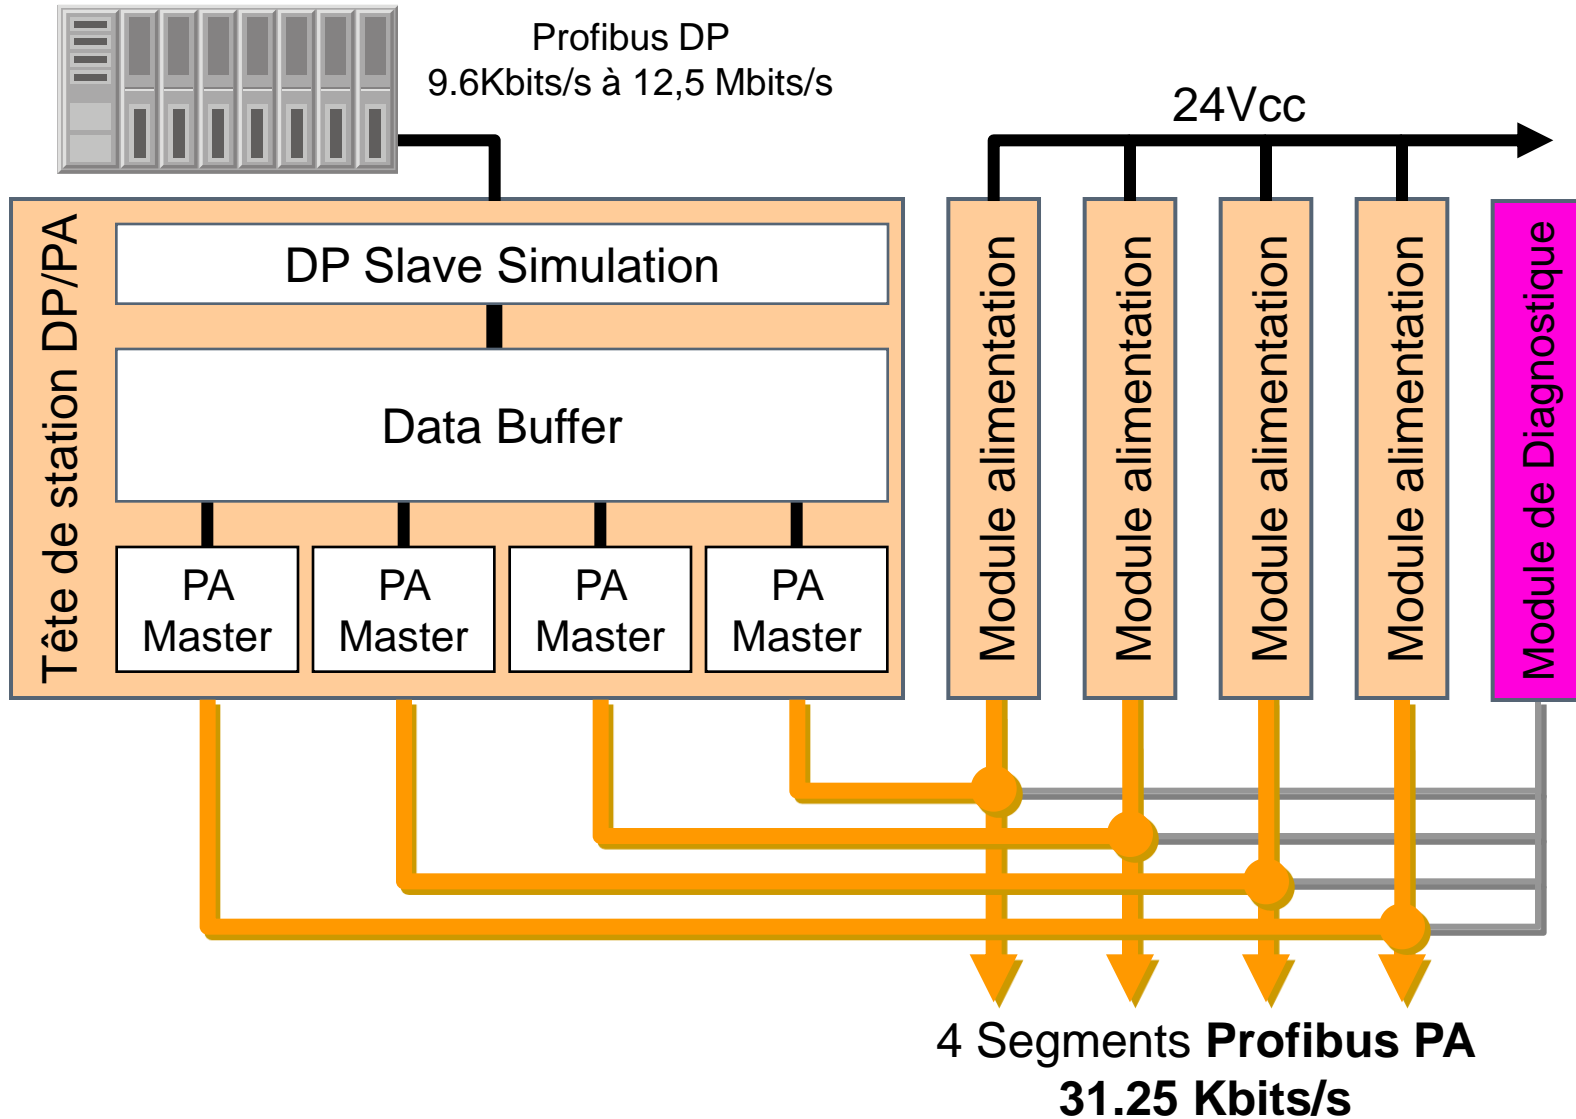 Profibus DP
9.6Kbits/s à 12,5 Mbits/s
24Vcc
Tête de station DP/PA
DP Slave Simulation
Data Buffer
PA
Master
PA
Master
PA
Master
PA
Master
Module alimentation
Module alimentation
Module alimentation
Module alimentation
Module de Diagnostique
4 Segments Profibus PA
31.25 Kbits/s